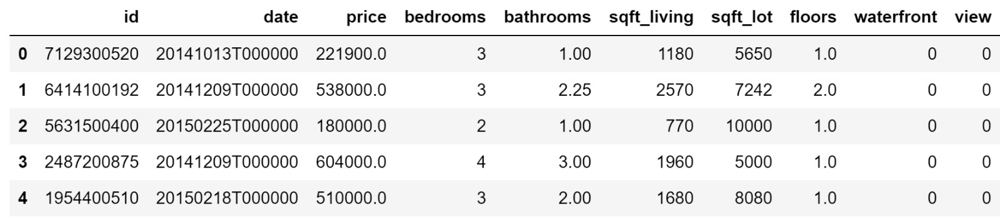 id date price bedrooms bathrooms sqft_living sqft_lot floors waterfront view
0 7129300520 20141013T000000 221900.0 3 1.00 1180 5650 1.0 0 0
1 6414100192 20141209T000000 538000.0 3 2.25 2570 7242 2.0 0 0
2 5631500400 20150225T000000 180000.0 2 1.00 770 10000 1.0 0 0
3 2487200875 20141209T000000 604000.0 4 3.00 1960 5000 1.0 0 0
4 1954400510 20150218T000000 510000.0 3 2.00 1680 8080 1.0 0 0